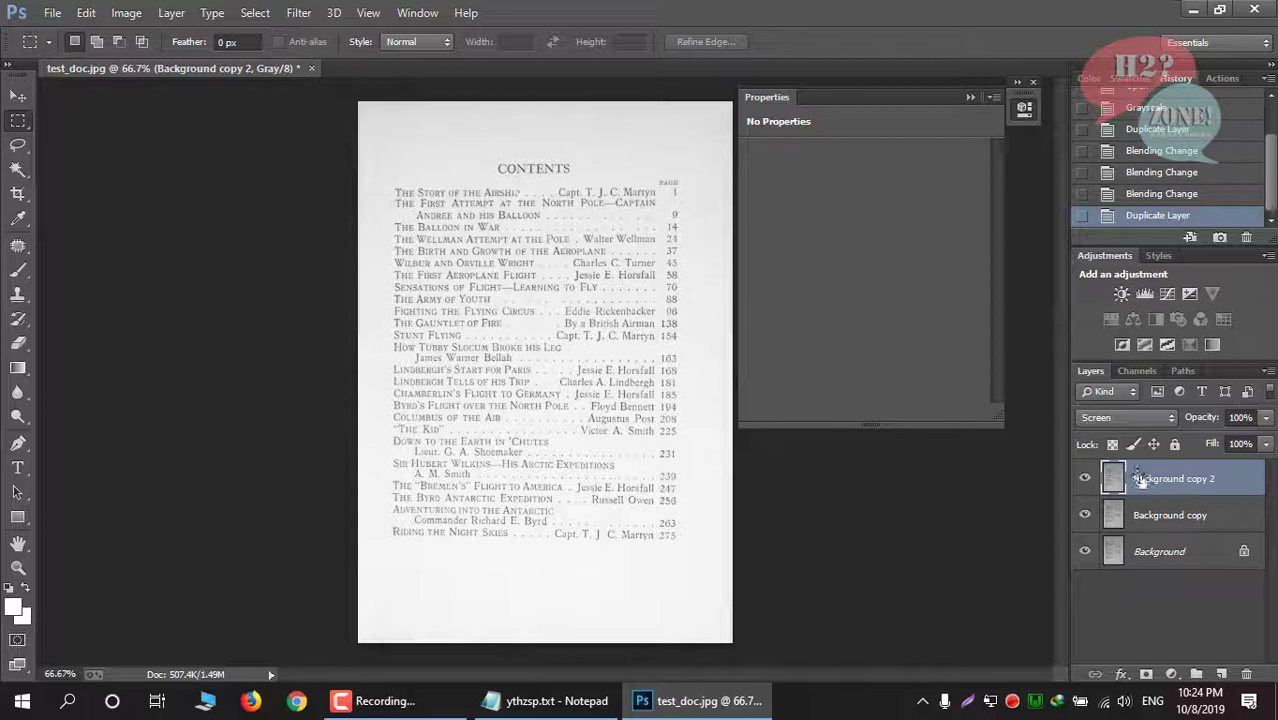 Ps File Edit Image Layer Type Select Filter 3D View Window Help
Feather: 0 px Anti-alias Style: Normal Width: Height: Refine Edge... Essentials
test_doc.jpg @ 66.7% (Background copy 2, Gray/8) * ×
H2?
ZONE!
Properties
No Properties
Color Swatches History Actions
Grayscale
Duplicate Layer
Blending Change
Blending Change
Blending Change
Duplicate Layer
Adjustments Styles
Add an adjustment
Layers Channels Paths
Kind
Screen Opacity: 100%
Lock: Fill: 100%
Background copy 2
Background copy
Background
CONTENTS
PAGE
The Story of the Airship . . . . Capt. T. J. C. Martyn 1
The First Attempt at the North Pole—Captain
Andree and his Balloon . . . . . . . . . 9
The Balloon in War . . . . . . . . . . 14
The Wellman Attempt at the Pole . Walter Wellman 21
The Birth and Growth of the Aeroplane . . . . . . 37
Wilbur and Orville Wright . . . . Charles C. Turner 45
The First Aeroplane Flight . . . . Jessie E. Horsfall 58
Sensations of Flight—Learning to Fly . . . . . . . 70
The Army of Youth . . . . . . . . . . 88
Fighting the Flying Circus . . . Eddie Rickenbacker 96
The Gauntlet of Fire . . By a British Airman 138
Stunt Flying . . . . . . . . . Capt. T. J. C. Martyn 154
How Tubby Slocum Broke his Leg
James Warner Bellah . . . . . . . . . . . 163
Lindbergh's Start for Paris . . . Jessie E. Horsfall 168
Lindbergh Tells of his Trip . Charles A. Lindbergh 181
Chamberlin's Flight to Germany . Jessie E. Horsfall 185
Byrd's Flight over the North Pole . . Floyd Bennett 194
Columbus of the Air . . . . . . . Augustus Post 208
"The Kid" . . . . . . . . . . Victor A. Smith 225
Down to the Earth in 'Chutes
Lieut. G. A. Shoemaker . . . . . . . . . . 231
Sir Hubert Wilkins—His Arctic Expeditions
A. M. Smith . . . . . . . . . . . . . 239
The "Bremen's" Flight to America . Jessie E. Horsfall 247
The Byrd Antarctic Expedition . . . . Russell Owen 256
Adventuring into the Antarctic
Commander Richard E. Byrd . . . . . . . . . 263
Riding the Night Skies . . . . . Capt. T. J C. Martyn 275
66.67% Doc: 507.4K/1.49M
Recording... ythzsp.txt - Notepad Ps test_doc.jpg @ 66.7... ENG 10:24 PM
10/8/2019